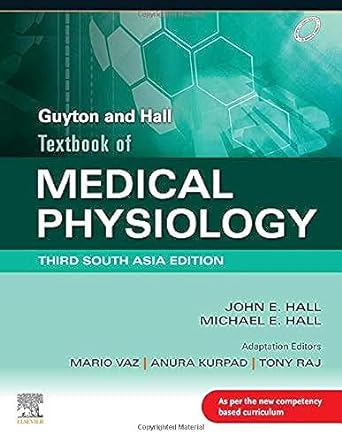 Guyton and Hall
Textbook of
MEDICAL
PHYSIOLOGY
THIRD SOUTH ASIA EDITION
JOHN E. HALL
MICHAEL E. HALL
Adaptation Editors
MARIO VAZ | ANURA KURPAD | TONY RAJ
ELSEVIER
As per the new competency
based curriculum